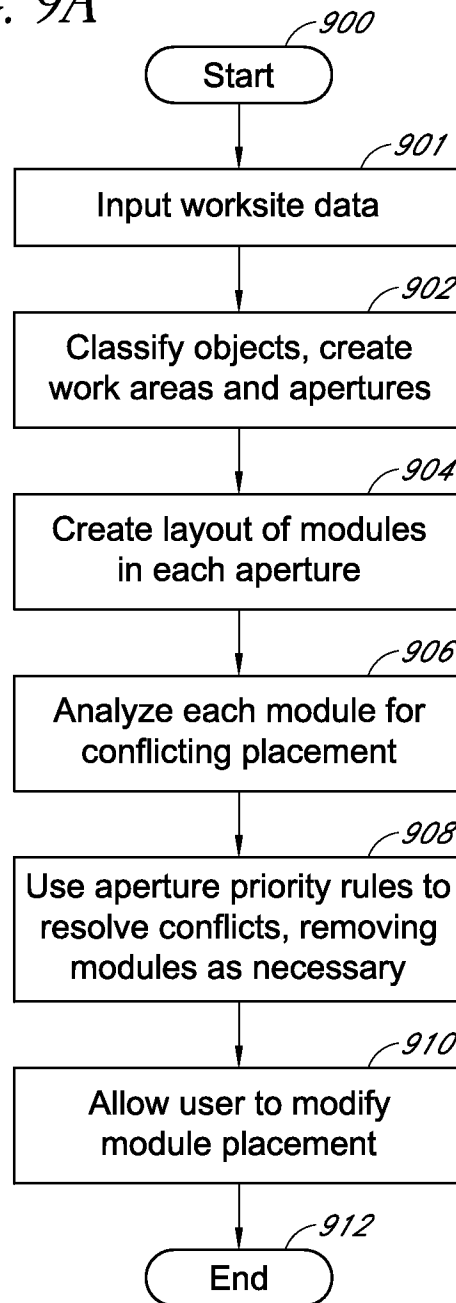 9A
900
Start
901
Input worksite data
902
Classify objects, create
work areas and apertures
904
Create layout of modules
in each aperture
906
Analyze each module for
conflicting placement
908
Use aperture priority rules to
resolve conflicts, removing
modules as necessary
910
Allow user to modify
module placement
912
End